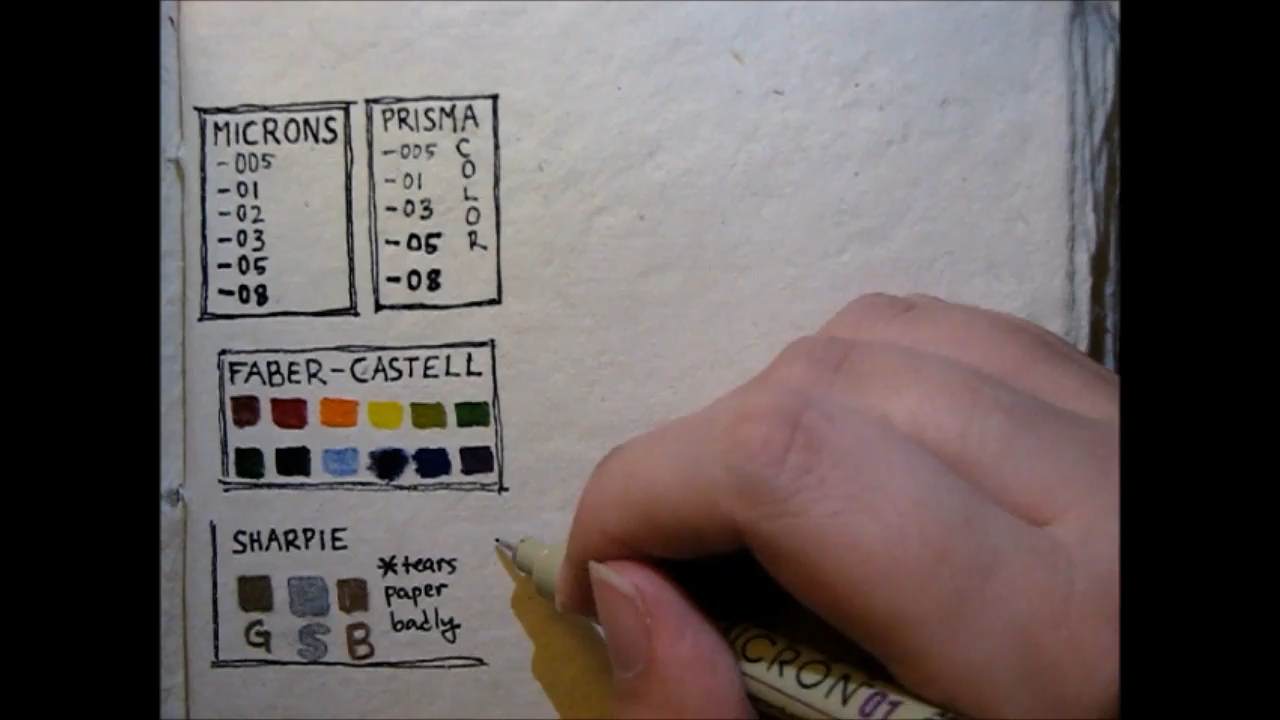 MICRONS
-005
-01
-02
-03
-05
-08
PRISMA
COLOR
-005
-01
-03
-05
-08
FABER-CASTELL
SHARPIE
*tears
paper
badly
G S B
MICRON 01